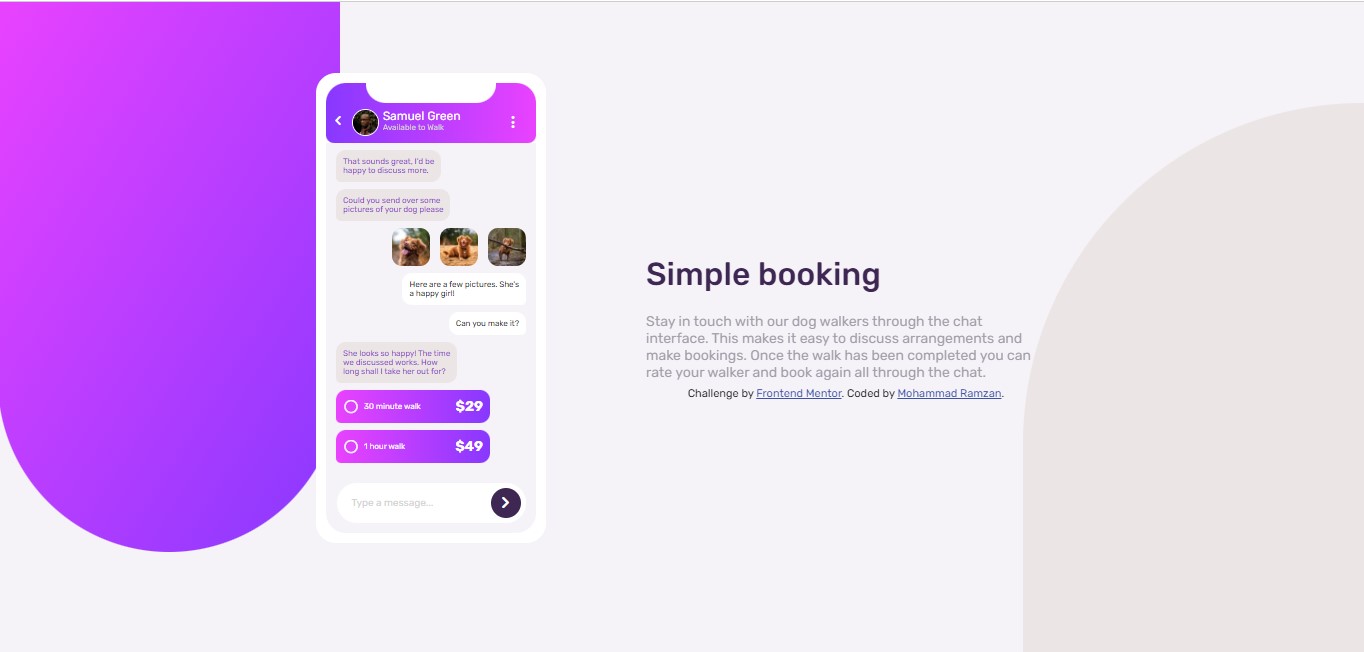 Samuel Green
Available to Walk
That sounds great, I'd be
happy to discuss more.
Could you send over some
pictures of your dog please
Here are a few pictures. She's
a happy girl!
Can you make it?
She looks so happy! The time
we discussed works. How
long shall I take her out for?
30 minute walk $29
1 hour walk $49
Type a message...
Simple booking
Stay in touch with our dog walkers through the chat
interface. This makes it easy to discuss arrangements and
make bookings. Once the walk has been completed you can
rate your walker and book again all through the chat.
Challenge by Frontend Mentor. Coded by Mohammad Ramzan.